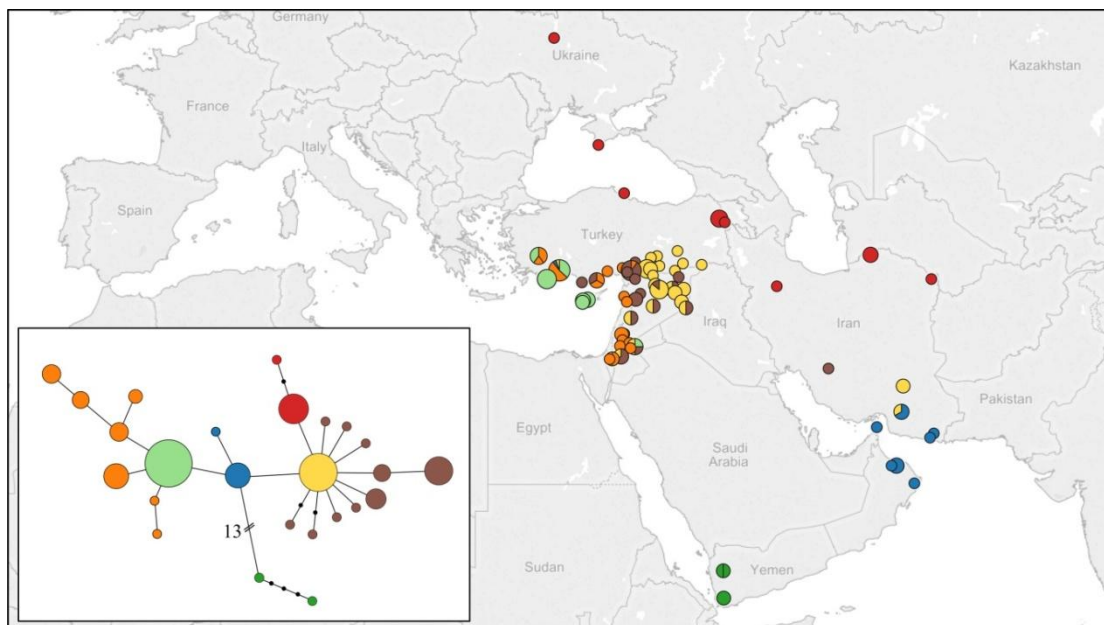 Germany
Ukraine
Kazakhstan
France
Italy
Spain
Turkey
Iraq
Iran
Pakistan
Egypt
Saudi
Arabia
Sudan
Yemen
13